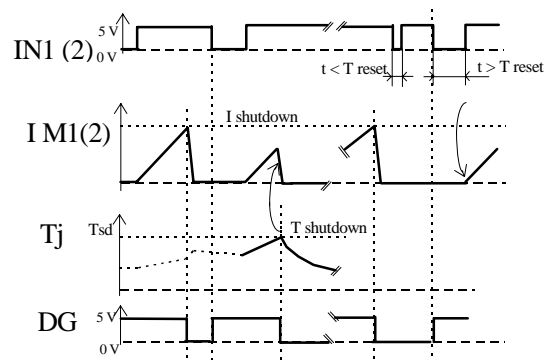 5 V
IN1 (2)
0 V
t < T reset
t > T reset
I shutdown
I M1(2)
Tj
Tsd
T shutdown
DG
5 V
0 V